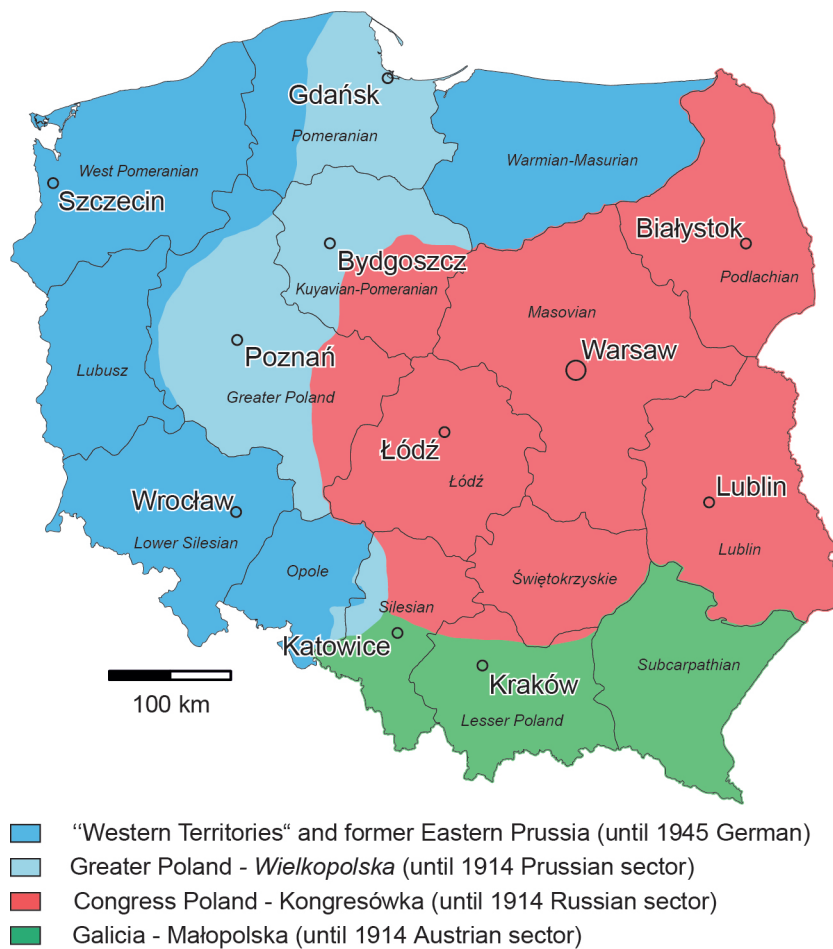 Gdańsk
Pomeranian
Warmian-Masurian
West Pomeranian
Szczecin
Białystok
Bydgoszcz
Podlachian
Kuyavian-Pomeranian
Masovian
Poznań
Warsaw
Lubusz
Greater Poland
Łódź
Łódź
Wrocław
Lublin
Lower Silesian
Lublin
Opole
Świętokrzyskie
Silesian
Katowice
Subcarpathian
Kraków
100 km
Lesser Poland
“Western Territories“ and former Eastern Prussia (until 1945 German)
Greater Poland - Wielkopolska (until 1914 Prussian sector)
Congress Poland - Kongresówka (until 1914 Russian sector)
Galicia - Małopolska (until 1914 Austrian sector)